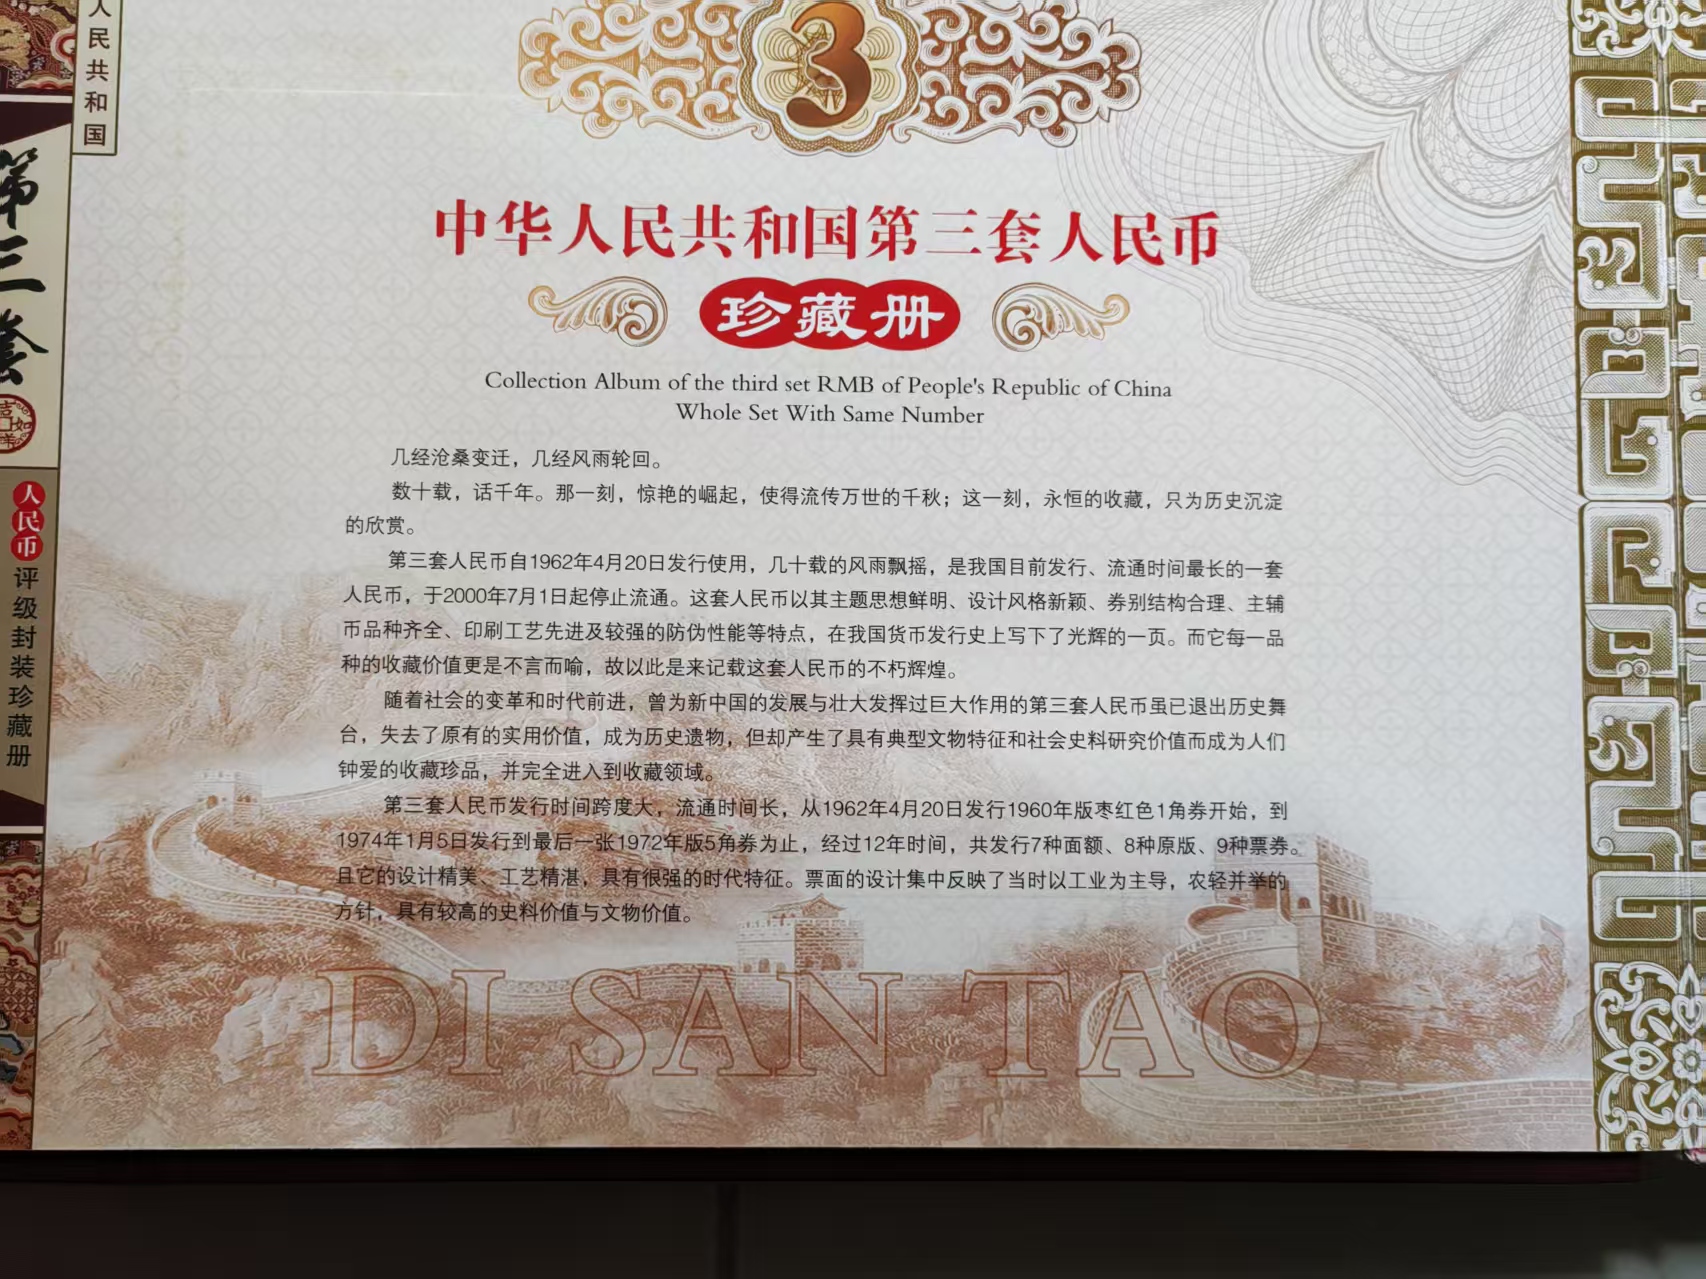 人民共和国
第三套
吉如祥
人民币评级封装珍藏册
3
中华人民共和国第三套人民币
珍藏册
Collection Album of the third set RMB of People's Republic of China
Whole Set With Same Number
几经沧桑变迁，几经风雨轮回。
数十载，话千年。那一刻，惊艳的崛起，使得流传万世的千秋；这一刻，永恒的收藏，只为历史沉淀
的欣赏。
第三套人民币自1962年4月20日发行使用，几十载的风雨飘摇，是我国目前发行、流通时间最长的一套
人民币，于2000年7月1日起停止流通。这套人民币以其主题思想鲜明、设计风格新颖、券别结构合理、主辅
币品种齐全、印刷工艺先进及较强的防伪性能等特点，在我国货币发行史上写下了光辉的一页。而它每一品
种的收藏价值更是不言而喻，故以此是来记载这套人民币的不朽辉煌。
随着社会的变革和时代前进，曾为新中国的发展与壮大发挥过巨大作用的第三套人民币虽已退出历史舞
台，失去了原有的实用价值，成为历史遗物，但却产生了具有典型文物特征和社会史料研究价值而成为人们
钟爱的收藏珍品，并完全进入到收藏领域。
第三套人民币发行时间跨度大，流通时间长，从1962年4月20日发行1960年版枣红色1角券开始，到
1974年1月5日发行到最后一张1972年版5角券为止，经过12年时间，共发行7种面额、8种原版、9种票券。
且它的设计精美、工艺精湛，具有很强的时代特征。票面的设计集中反映了当时以工业为主导，农轻并举的
方针，具有较高的史料价值与文物价值。
DI SAN TAO